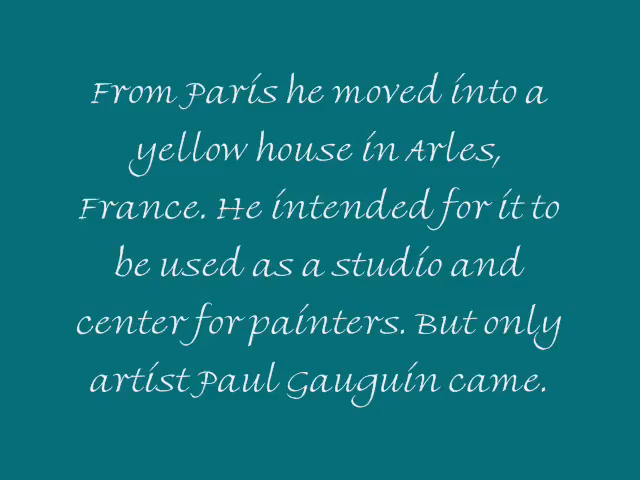 From Paris he moved into a
yellow house in Arles,
France. He intended for it to
be used as a studio and
center for painters. But only
artist Paul Gauguin came.